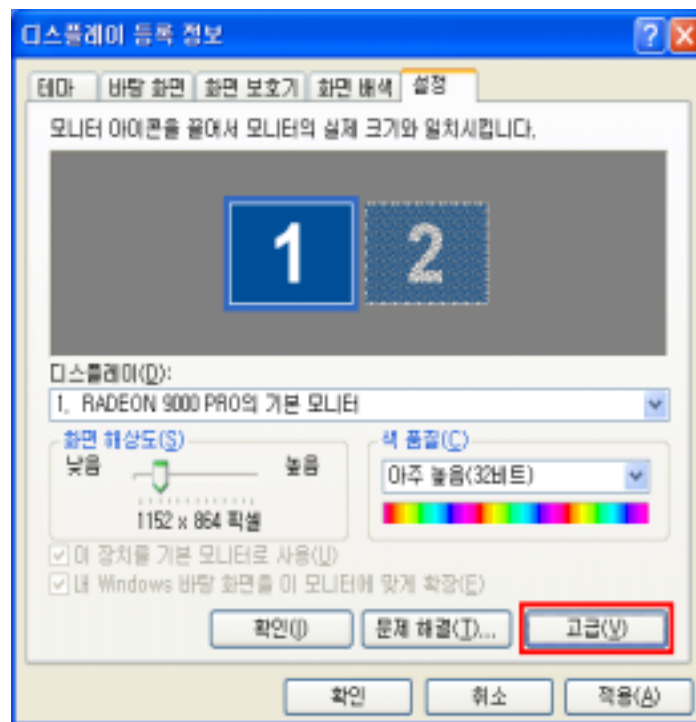 디스플레이 등록 정보
테마 바탕 화면 화면 보호기 화면 배색 설정
모니터 아이콘을 끌어서 모니터의 실제 크기와 일치시킵니다.
1 2
디스플레이(D):
1. RADEON 9000 PRO의 기본 모니터
화면 해상도(S) 색 품질(C)
낮음 높음 아주 높음(32비트)
1152 x 864 픽셀
이 장치를 기본 모니터로 사용(U)
내 Windows 바탕 화면을 이 모니터에 맞게 확장(E)
확인(I) 문제 해결(T)... 고급(V)
확인 취소 적용(A)